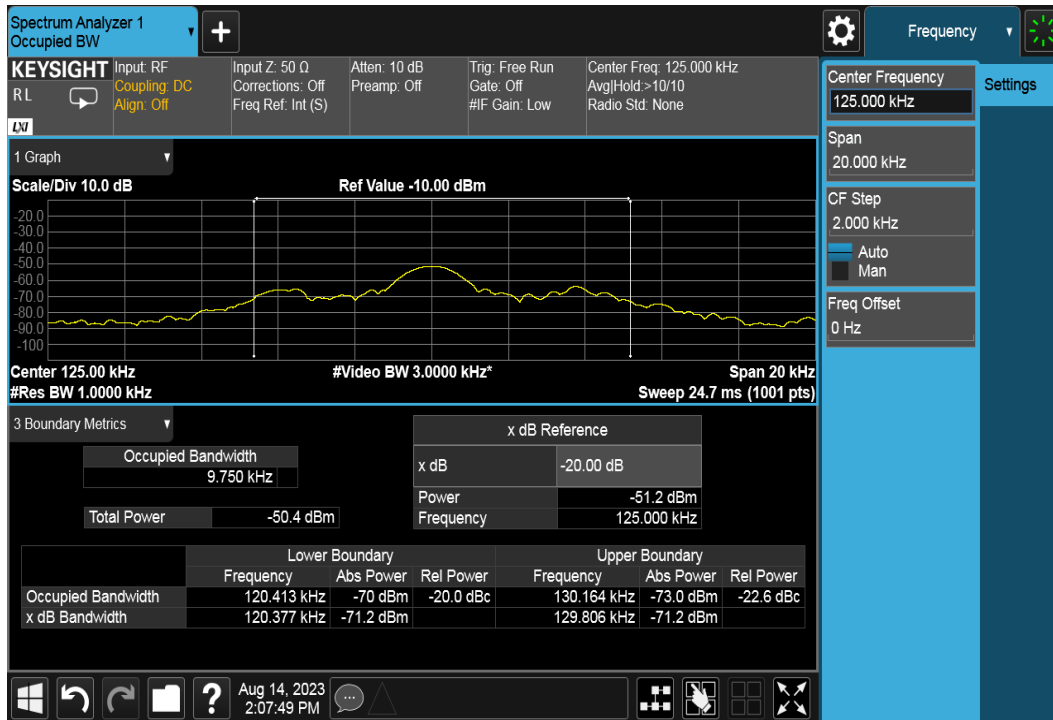 Spectrum Analyzer 1
Occupied BW
Frequency
KEYSIGHT
RL
LXI
Input: RF
Coupling: DC
Align: Off
Input Z: 50 Ω
Corrections: Off
Freq Ref: Int (S)
Atten: 10 dB
Preamp: Off
Trig: Free Run
Gate: Off
#IF Gain: Low
Center Freq: 125.000 kHz
Avg|Hold:>10/10
Radio Std: None
Center Frequency
125.000 kHz
Settings
Span
20.000 kHz
CF Step
2.000 kHz
Auto
Man
Freq Offset
0 Hz
1 Graph
Scale/Div 10.0 dB
Ref Value -10.00 dBm
-20.0
-30.0
-40.0
-50.0
-60.0
-70.0
-80.0
-90.0
-100
Center 125.00 kHz
#Video BW 3.0000 kHz*
Span 20 kHz
#Res BW 1.0000 kHz
Sweep 24.7 ms (1001 pts)
3 Boundary Metrics
Occupied Bandwidth
9.750 kHz
Total Power -50.4 dBm
x dB Reference
x dB -20.00 dB
Power -51.2 dBm
Frequency 125.000 kHz
Lower Boundary Upper Boundary
Frequency Abs Power Rel Power Frequency Abs Power Rel Power
Occupied Bandwidth 120.413 kHz -70 dBm -20.0 dBc 130.164 kHz -73.0 dBm -22.6 dBc
x dB Bandwidth 120.377 kHz -71.2 dBm 129.806 kHz -71.2 dBm
Aug 14, 2023
2:07:49 PM